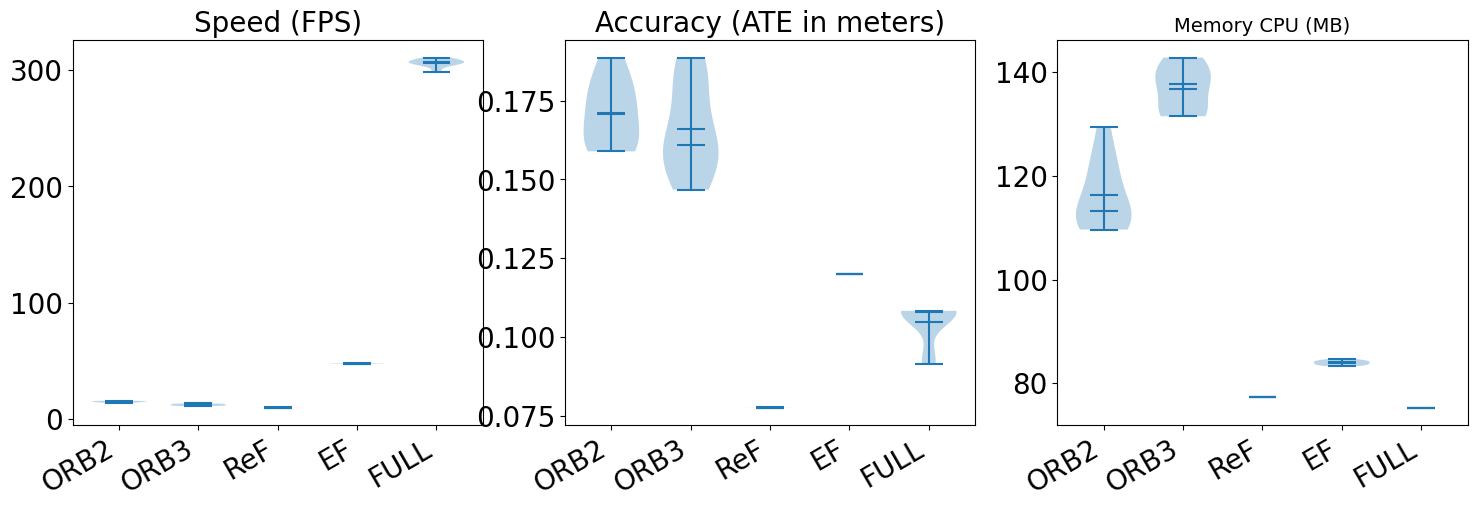 Speed (FPS)
300
200
100
0
ORB2
ORB3
ReF
EF
FULL
Accuracy (ATE in meters)
0.175
0.150
0.125
0.100
0.075
ORB2
ORB3
ReF
EF
FULL
Memory CPU (MB)
140
120
100
80
ORB2
ORB3
ReF
EF
FULL